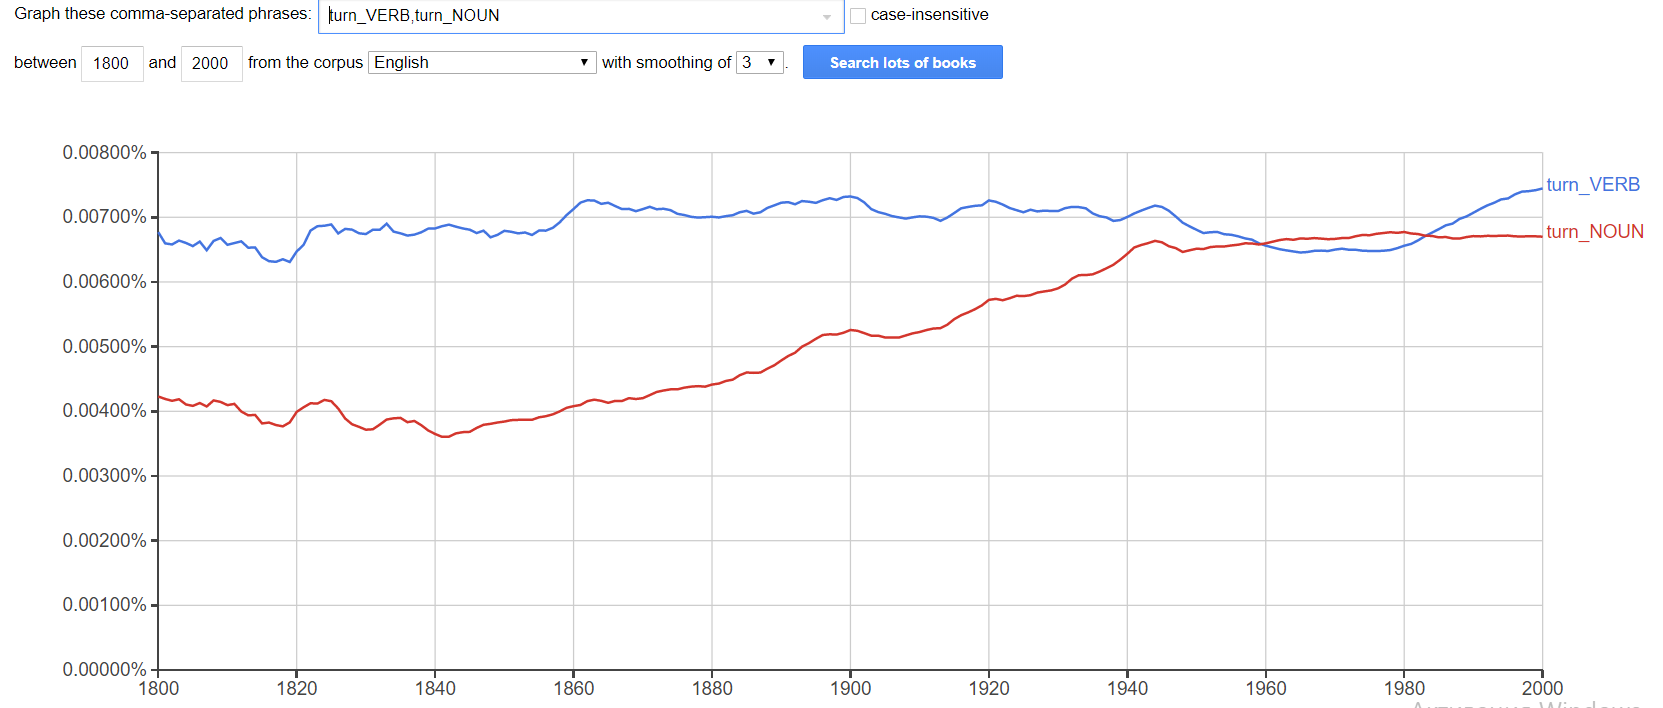 Graph these comma-separated phrases: turn_VERB,turn_NOUN case-insensitive
between 1800 and 2000 from the corpus English with smoothing of 3 . Search lots of books
0.00800%
turn_VERB
0.00700%
turn_NOUN
0.00600%
0.00500%
0.00400%
0.00300%
0.00200%
0.00100%
0.00000%
1800 1820 1840 1860 1880 1900 1920 1940 1960 1980 2000